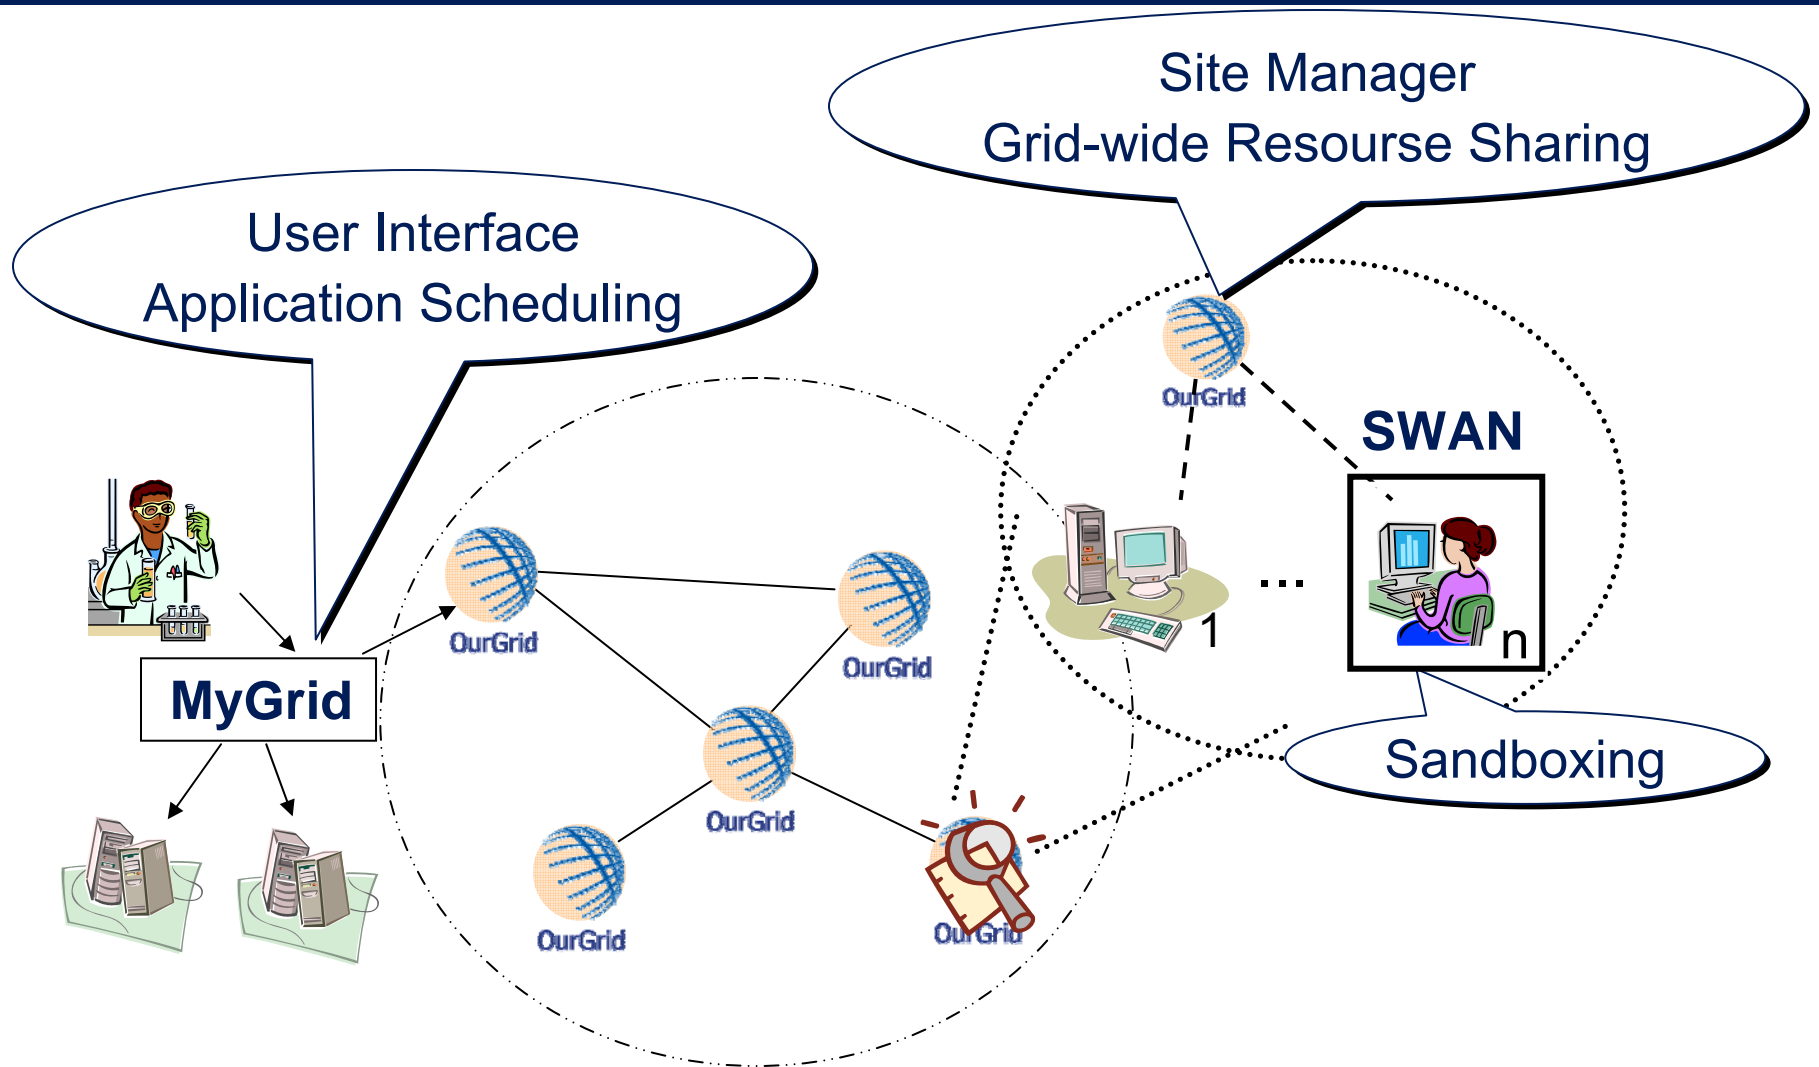 Site Manager
Grid-wide Resourse Sharing
User Interface
Application Scheduling
OurGrid
SWAN
...
1
n
OurGrid
OurGrid
MyGrid
Sandboxing
OurGrid
OurGrid
OurGrid